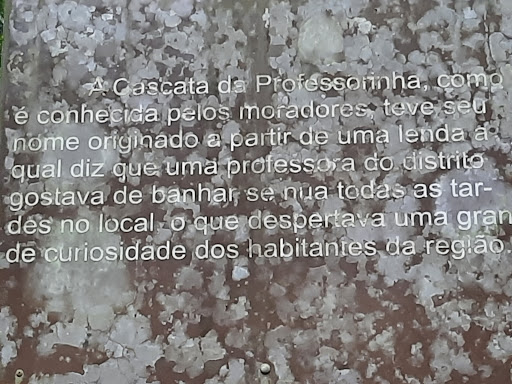 A Cascata da Professorinha, como
é conhecida pelos moradores, teve seu
nome originado a partir de uma lenda a
qual diz que uma professora do distrito
gostava de banhar se nua todas as tar-
des no local, o que despertava uma gran
de curiosidade dos habitantes da região.